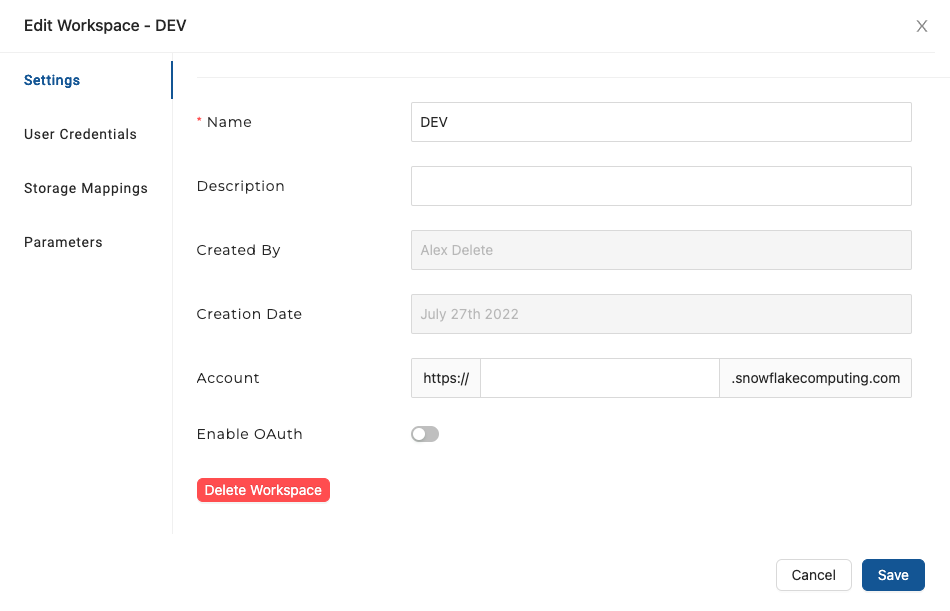 Edit Workspace - DEV
Settings
User Credentials
Storage Mappings
Parameters
* Name
DEV
Description
Created By
Alex Delete
Creation Date
July 27th 2022
Account
https://
.snowflakecomputing.com
Enable OAuth
Delete Workspace
Cancel
Save